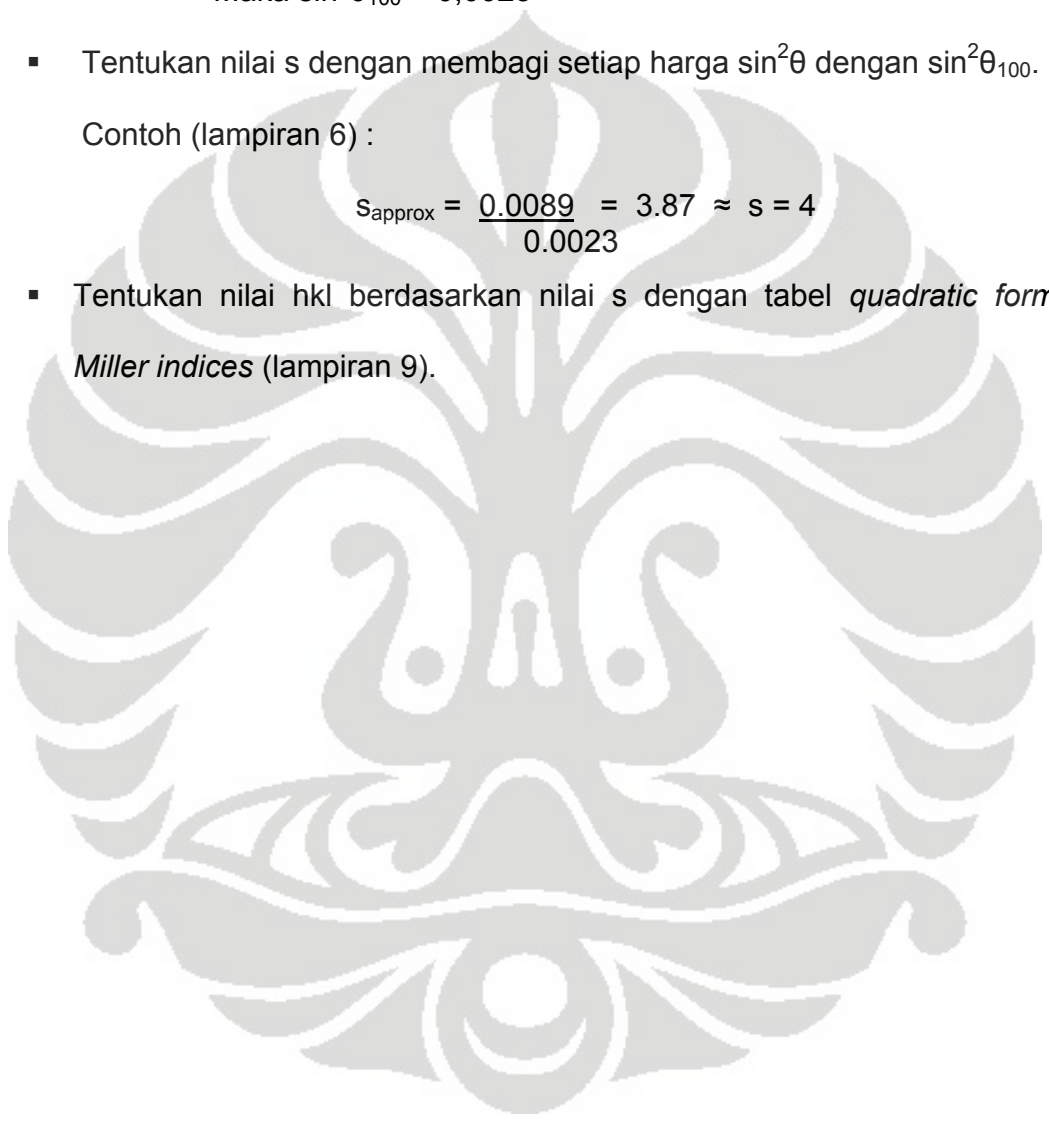 ▪ Tentukan nilai s dengan membagi setiap harga sin²θ dengan sin²θ₁₀₀.
Contoh (lampiran 6) :
s_approx = 0.0089 = 3.87 ≈ s = 4
0.0023
▪ Tentukan nilai hkl berdasarkan nilai s dengan tabel quadratic form
Miller indices (lampiran 9).